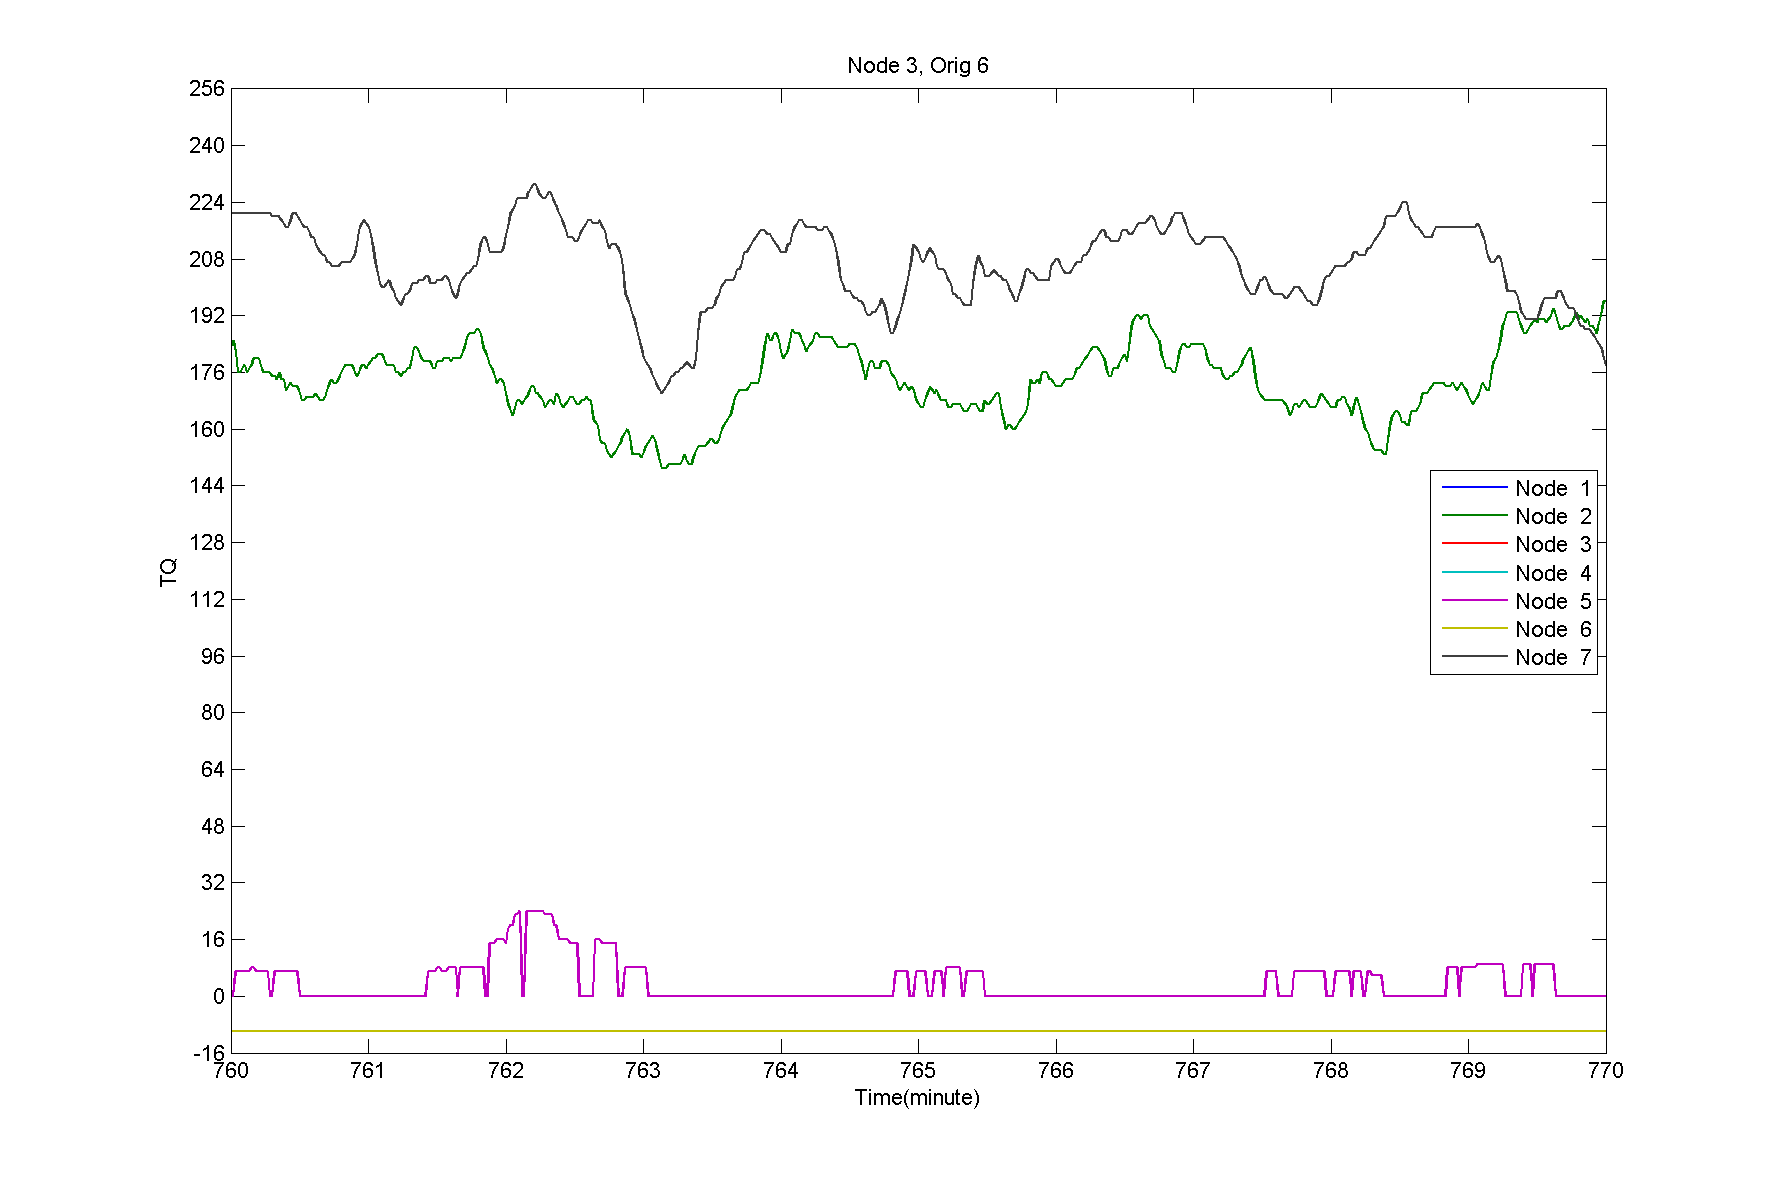 Node 3, Orig 6
256
240
224
208
192
176
160
144
128
112
96
80
64
48
32
16
0
-16
TQ
Node 1
Node 2
Node 3
Node 4
Node 5
Node 6
Node 7
760 761 762 763 764 765 766 767 768 769 770
Time(minute)